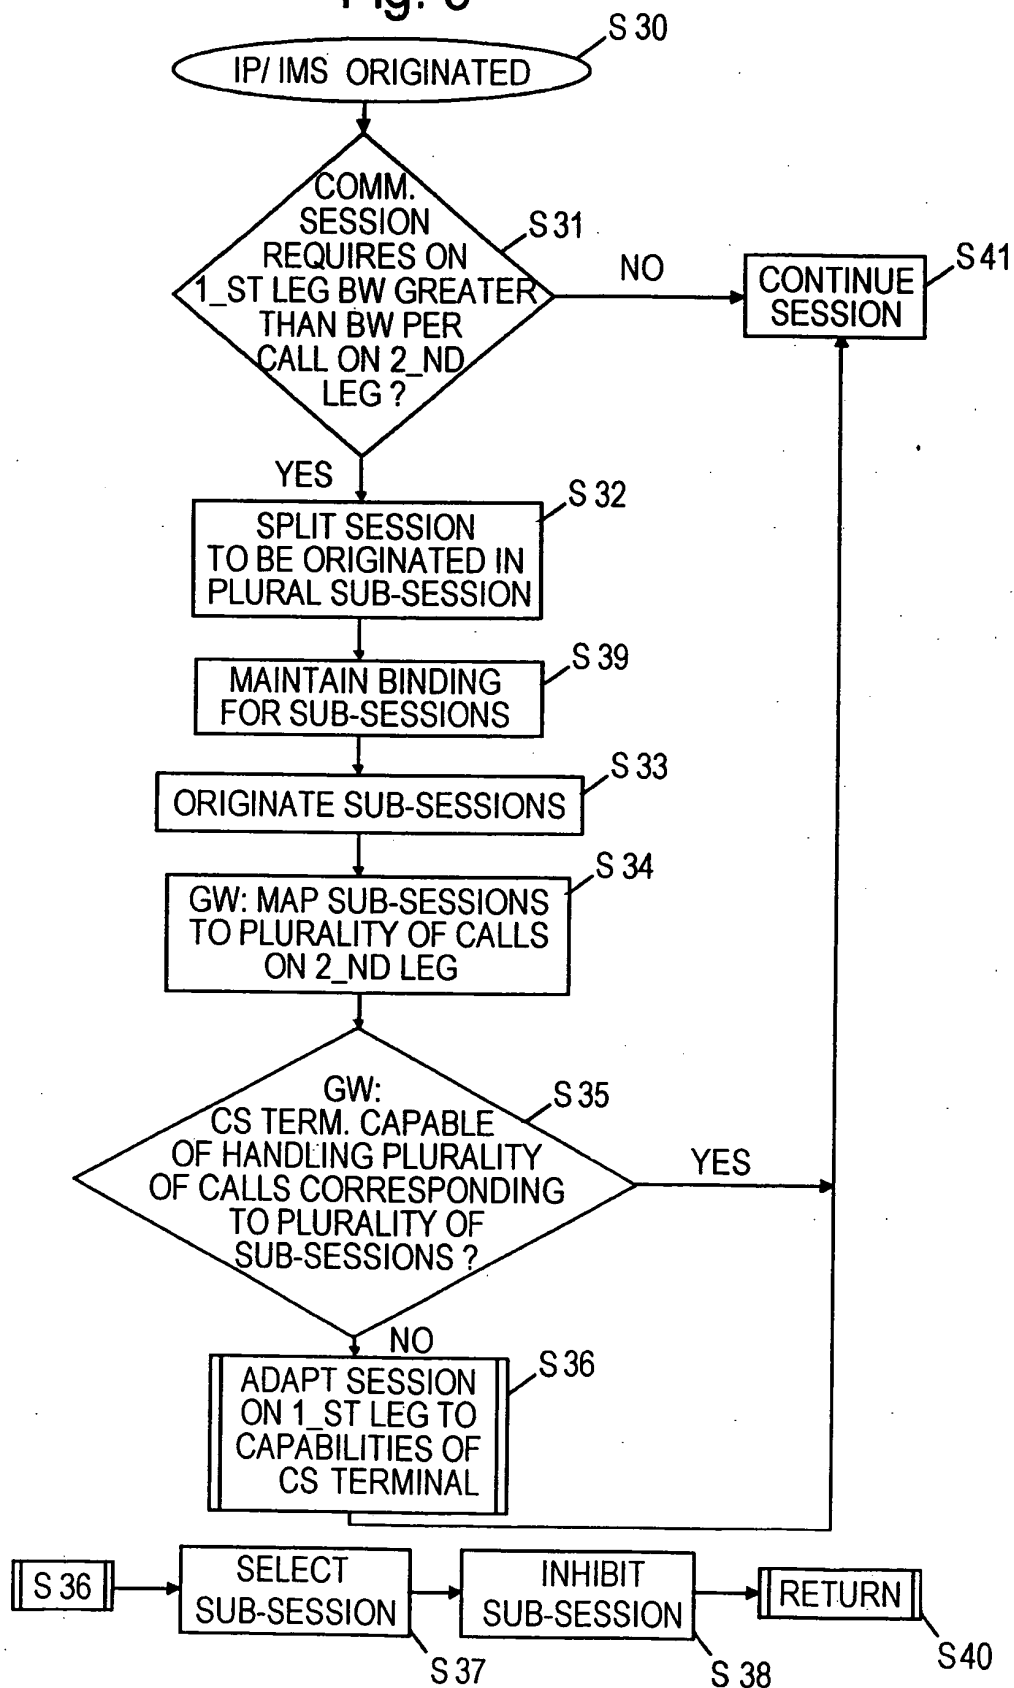 S 30
IP/ IMS ORIGINATED
COMM.
SESSION
REQUIRES ON
1_ST LEG BW GREATER
THAN BW PER
CALL ON 2_ND
LEG ?
S 31
NO
CONTINUE
SESSION
S 41
YES
SPLIT SESSION
TO BE ORIGINATED IN
PLURAL SUB-SESSION
S 32
MAINTAIN BINDING
FOR SUB-SESSIONS
S 39
ORIGINATE SUB-SESSIONS
S 33
GW: MAP SUB-SESSIONS
TO PLURALITY OF CALLS
ON 2_ND LEG
S 34
GW:
CS TERM. CAPABLE
OF HANDLING PLURALITY
OF CALLS CORRESPONDING
TO PLURALITY OF
SUB-SESSIONS ?
S 35
YES
NO
ADAPT SESSION
ON 1_ST LEG TO
CAPABILITIES OF
CS TERMINAL
S 36
S 36
SELECT
SUB-SESSION
S 37
INHIBIT
SUB-SESSION
S 38
RETURN
S 40